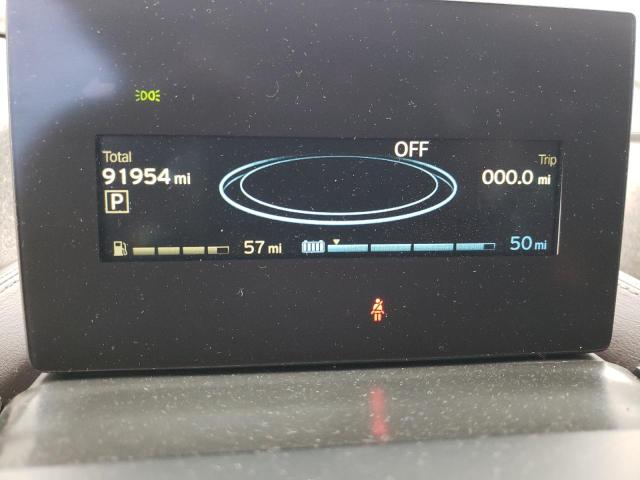 OFF
Total
Trip
91954 mi
000.0 mi
P
57 mi
50 mi